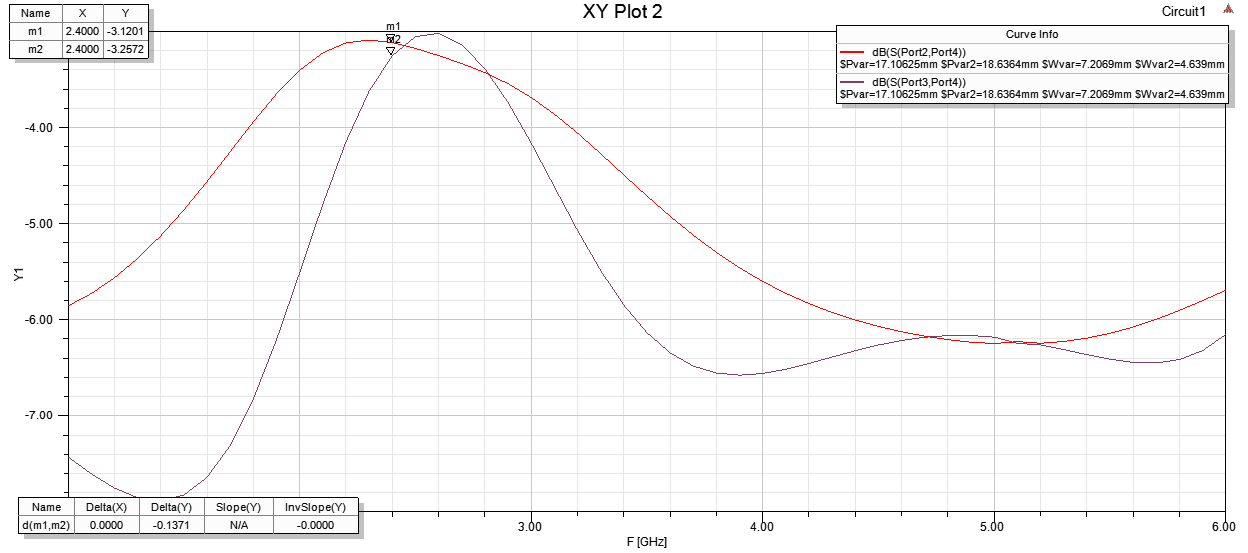 XY Plot 2
Circuit1
Name X Y
m1 2.4000 -3.1201
m2 2.4000 -3.2572
m1
m2
Curve Info
dB(S(Port2,Port4))
$Pvar=17.10625mm $Pvar2=18.6364mm $Wvar=7.2069mm $Wvar2=4.639mm
dB(S(Port3,Port4))
$Pvar=17.10625mm $Pvar2=18.6364mm $Wvar=7.2069mm $Wvar2=4.639mm
-4.00
-5.00
Y1
-6.00
-7.00
Name Delta(X) Delta(Y) Slope(Y) InvSlope(Y)
d(m1,m2) 0.0000 -0.1371 N/A -0.0000
3.00 4.00 5.00 6.00
F [GHz]